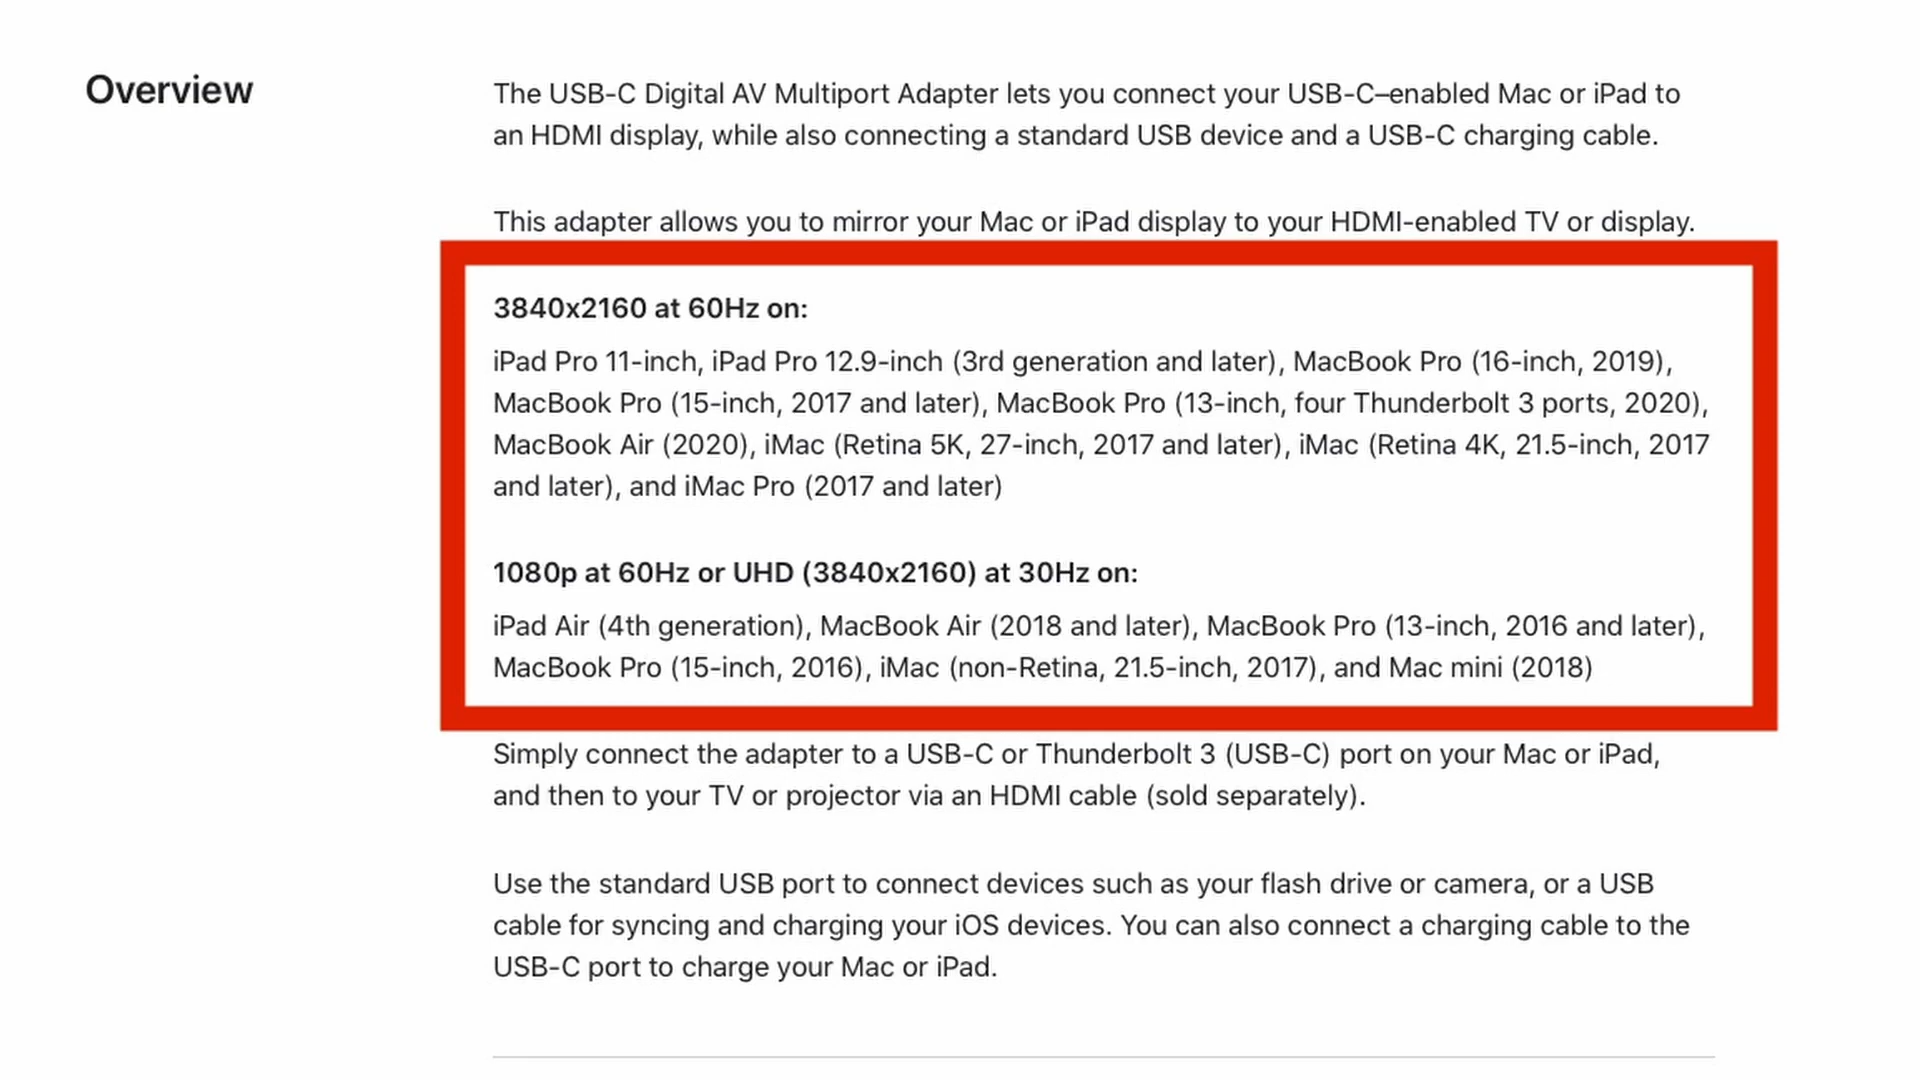 Overview
The USB-C Digital AV Multiport Adapter lets you connect your USB-C–enabled Mac or iPad to
an HDMI display, while also connecting a standard USB device and a USB-C charging cable.
This adapter allows you to mirror your Mac or iPad display to your HDMI-enabled TV or display.
3840x2160 at 60Hz on:
iPad Pro 11-inch, iPad Pro 12.9-inch (3rd generation and later), MacBook Pro (16-inch, 2019),
MacBook Pro (15-inch, 2017 and later), MacBook Pro (13-inch, four Thunderbolt 3 ports, 2020),
MacBook Air (2020), iMac (Retina 5K, 27-inch, 2017 and later), iMac (Retina 4K, 21.5-inch, 2017
and later), and iMac Pro (2017 and later)
1080p at 60Hz or UHD (3840x2160) at 30Hz on:
iPad Air (4th generation), MacBook Air (2018 and later), MacBook Pro (13-inch, 2016 and later),
MacBook Pro (15-inch, 2016), iMac (non-Retina, 21.5-inch, 2017), and Mac mini (2018)
Simply connect the adapter to a USB-C or Thunderbolt 3 (USB-C) port on your Mac or iPad,
and then to your TV or projector via an HDMI cable (sold separately).
Use the standard USB port to connect devices such as your flash drive or camera, or a USB
cable for syncing and charging your iOS devices. You can also connect a charging cable to the
USB-C port to charge your Mac or iPad.